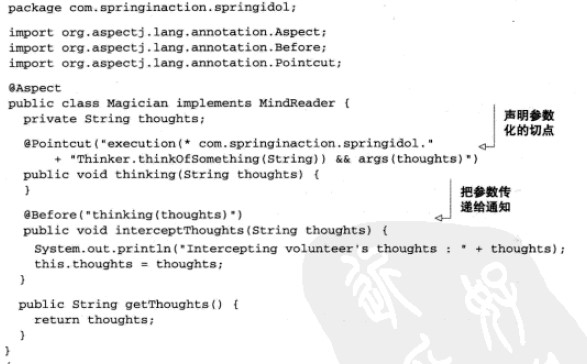 package com.springinaction.springidol;
import org.aspectj.lang.annotation.Aspect;
import org.aspectj.lang.annotation.Before;
import org.aspectj.lang.annotation.Pointcut;
@Aspect
public class Magician implements MindReader {
private String thoughts;
声明参数
化的切点
@Pointcut("execution(* com.springinaction.springidol."
+ "Thinker.thinkOfSomething(String)) && args(thoughts)")
public void thinking(String thoughts) {
}
把参数传
递给通知
@Before("thinking(thoughts)")
public void interceptThoughts(String thoughts) {
System.out.println("Intercepting volunteer's thoughts : " + thoughts);
this.thoughts = thoughts;
}
public String getThoughts() {
return thoughts;
}
}